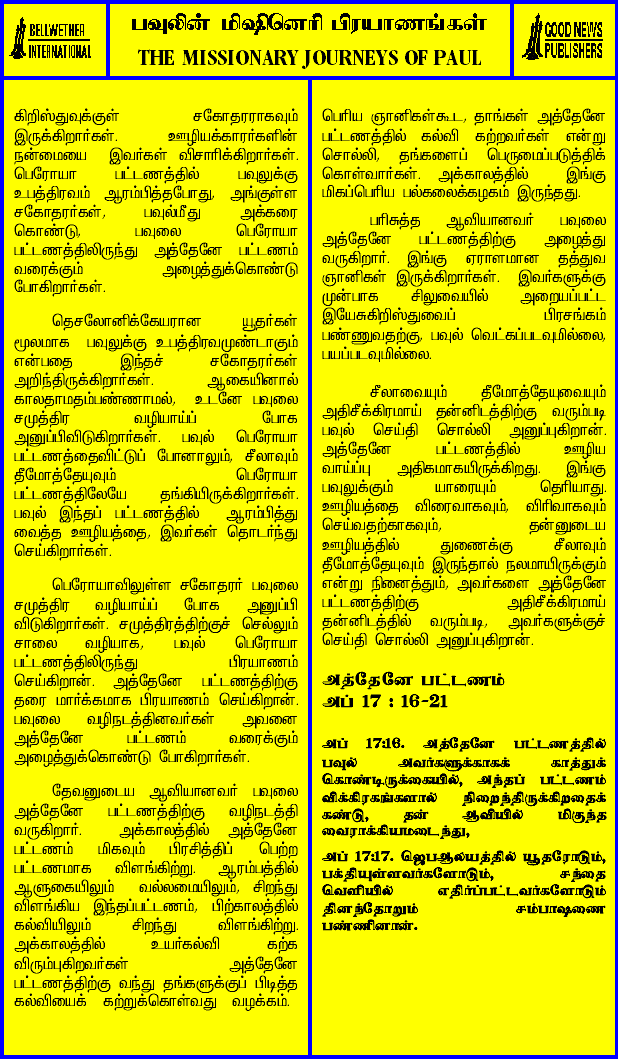 BELLWETHER
INTERNATIONAL
பவுலின் மிஷினெரி பிரயாணங்கள்
THE MISSIONARY JOURNEYS OF PAUL
GOOD NEWS
PUBLISHERS
கிறிஸ்துவுக்குள் சகோதரராகவும்
இருக்கிறார்கள். ஊழியக்காரர்களின்
நன்மையை இவர்கள் விசாரிக்கிறார்கள்.
பெரோயா பட்டணத்தில் பவுலுக்கு
உபத்திரவம் ஆரம்பித்தபோது, அங்குள்ள
சகோதரர்கள், பவுல்மீது அக்கரை
கொண்டு, பவுலை பெரோயா
பட்டணத்திலிருந்து அத்தேனே பட்டணம்
வரைக்கும் அழைத்துக்கொண்டு
போகிறார்கள்.
தெசலோனிக்கேயரான யூதர்கள்
மூலமாக பவுலுக்கு உபத்திரவமுண்டாகும்
என்பதை இந்தச் சகோதரர்கள்
அறிந்திருக்கிறார்கள். ஆகையினால்
காலதாமதம்பண்ணாமல், உடனே பவுலை
சமுத்திர வழியாய்ப் போக
அனுப்பிவிடுகிறார்கள். பவுல் பெரோயா
பட்டணத்தைவிட்டுப் போனாலும், சீலாவும்
தீமோத்தேயுவும் பெரோயா
பட்டணத்திலேயே தங்கியிருக்கிறார்கள்.
பவுல் இந்தப் பட்டணத்தில் ஆரம்பித்து
வைத்த ஊழியத்தை, இவர்கள் தொடர்ந்து
செய்கிறார்கள்.
பெரோயாவிலுள்ள சகோதரர் பவுலை
சமுத்திர வழியாய்ப் போக அனுப்பி
விடுகிறார்கள். சமுத்திரத்திற்குச் செல்லும்
சாலை வழியாக, பவுல் பெரோயா
பட்டணத்திலிருந்து பிரயாணம்
செய்கிறான். அத்தேனே பட்டணத்திற்கு
தரை மார்க்கமாக பிரயாணம் செய்கிறான்.
பவுலை வழிநடத்தினவர்கள் அவனை
அத்தேனே பட்டணம் வரைக்கும்
அழைத்துக்கொண்டு போகிறார்கள்.
தேவனுடைய ஆவியானவர் பவுலை
அத்தேனே பட்டணத்திற்கு வழிநடத்தி
வருகிறார். அக்காலத்தில் அத்தேனே
பட்டணம் மிகவும் பிரசித்திப் பெற்ற
பட்டணமாக விளங்கிற்று. ஆரம்பத்தில்
ஆளுகையிலும் வல்லமையிலும், சிறந்து
விளங்கிய இந்தப்பட்டணம், பிற்காலத்தில்
கல்வியிலும் சிறந்து விளங்கிற்று.
அக்காலத்தில் உயர்கல்வி கற்க
விரும்புகிறவர்கள் அத்தேனே
பட்டணத்திற்கு வந்து தங்களுக்குப் பிடித்த
கல்வியைக் கற்றுக்கொள்வது வழக்கம்.
பெரிய ஞானிகள்கூட, தாங்கள் அத்தேனே
பட்டணத்தில் கல்வி கற்றவர்கள் என்று
சொல்லி, தங்களைப் பெருமைப்படுத்திக்
கொள்வார்கள். அக்காலத்தில் இங்கு
மிகப்பெரிய பல்கலைக்கழகம் இருந்தது.
பரிசுத்த ஆவியானவர் பவுலை
அத்தேனே பட்டணத்திற்கு அழைத்து
வருகிறார். இங்கு ஏராளமான தத்துவ
ஞானிகள் இருக்கிறார்கள். இவர்களுக்கு
முன்பாக சிலுவையில் அறையப்பட்ட
இயேசுகிறிஸ்துவைப் பிரசங்கம்
பண்ணுவதற்கு, பவுல் வெட்கப்படவுமில்லை,
பயப்படவுமில்லை.
சீலாவையும் தீமோத்தேயுவையும்
அதிசீக்கிரமாய் தன்னிடத்திற்கு வரும்படி
பவுல் செய்தி சொல்லி அனுப்புகிறான்.
அத்தேனே பட்டணத்தில் ஊழிய
வாய்ப்பு அதிகமாகயிருக்கிறது. இங்கு
பவுலுக்கும் யாரையும் தெரியாது.
ஊழியத்தை விரைவாகவும், விரிவாகவும்
செய்வதற்காகவும், தன்னுடைய
ஊழியத்தில் துணைக்கு சீலாவும்
தீமோத்தேயுவும் இருந்தால் நலமாயிருக்கும்
என்று நினைத்தும், அவர்களை அத்தேனே
பட்டணத்திற்கு அதிசீக்கிரமாய்
தன்னிடத்தில் வரும்படி, அவர்களுக்குச்
செய்தி சொல்லி அனுப்புகிறான்.
அத்தேனே பட்டணம்
அப் 17 : 16-21
அப் 17:16. அத்தேனே பட்டணத்தில்
பவுல் அவர்களுக்காகக் காத்துக்
கொண்டிருக்கையில், அந்தப் பட்டணம்
விக்கிரகங்களால் நிறைந்திருக்கிறதைக்
கண்டு, தன் ஆவியில் மிகுந்த
வைராக்கியமடைந்து,
அப் 17:17. ஜெபஆலயத்தில் யூதரோடும்,
பக்தியுள்ளவர்களோடும், சந்தை
வெளியில் எதிர்ப்பட்டவர்களோடும்
தினந்தோறும் சம்பாஷணை
பண்ணினான்.